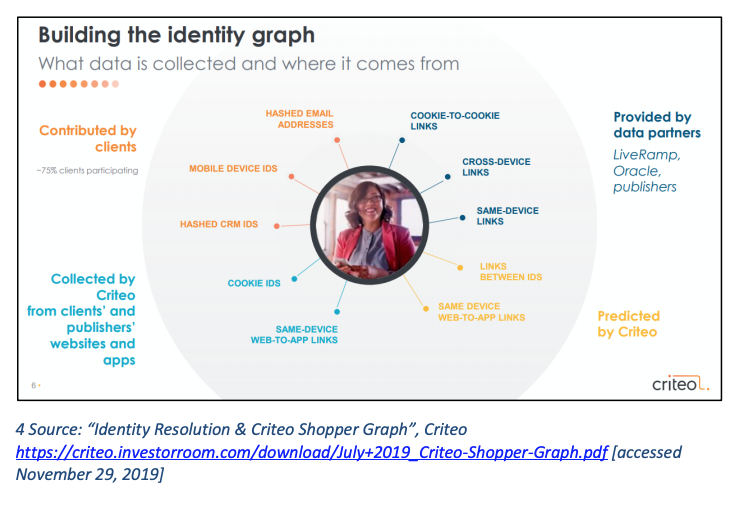 Building the identity graph
What data is collected and where it comes from
Contributed by
clients
~75% clients participating
HASHED EMAIL
ADDRESSES
MOBILE DEVICE IDS
HASHED CRM IDS
COOKIE-TO-COOKIE
LINKS
CROSS-DEVICE
LINKS
SAME-DEVICE
LINKS
Provided by
data partners
LiveRamp,
Oracle,
publishers
Collected by
Criteo
from clients' and
publishers'
websites and
apps
COOKIE IDS
SAME-DEVICE
WEB-TO-APP LINKS
LINKS
BETWEEN IDS
SAME DEVICE
WEB-TO-APP LINKS
Predicted
by Criteo
6
criteo
4 Source: “Identity Resolution & Criteo Shopper Graph”, Criteo
https://criteo.investorroom.com/download/July+2019_Criteo-Shopper-Graph.pdf [accessed
November 29, 2019]